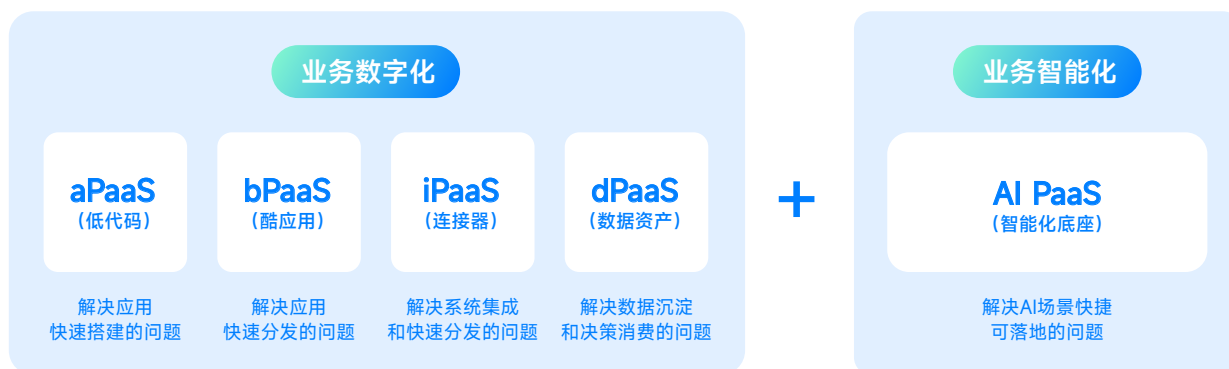 业务数字化
aPaaS
（低代码）
解决应用
快速搭建的问题
bPaaS
（酷应用）
解决应用
快速分发的问题
iPaaS
（连接器）
解决系统集成
和快速分发的问题
dPaaS
（数据资产）
解决数据沉淀
和决策消费的问题
+
业务智能化
AI PaaS
（智能化底座）
解决AI场景快捷
可落地的问题